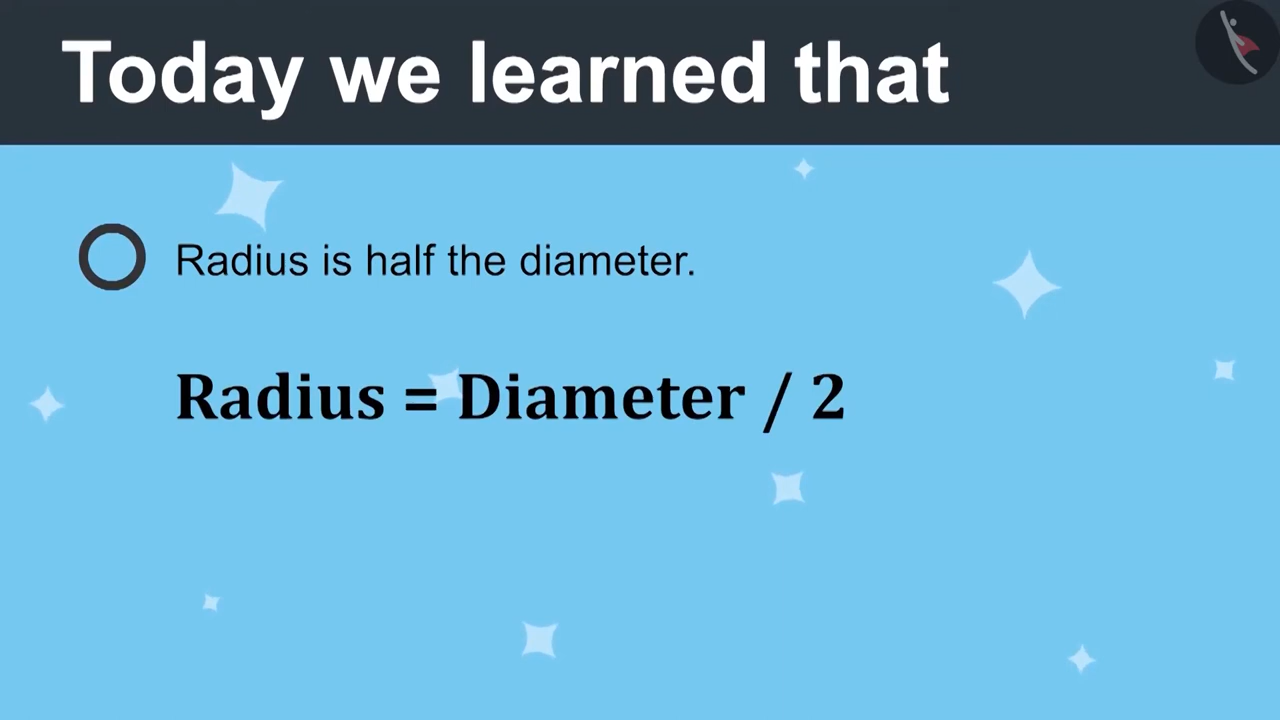 Today we learned that
Radius is half the diameter.
Radius = Diameter / 2